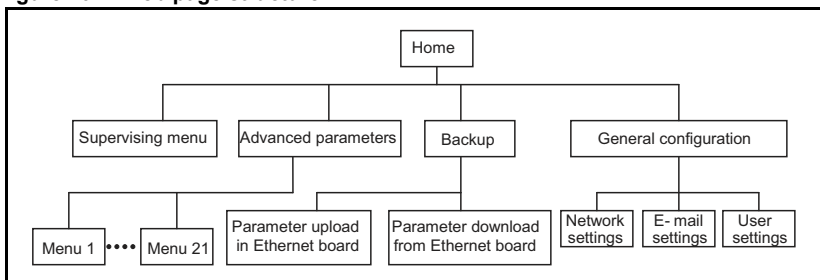 Home
Supervising menu
Advanced parameters
Backup
General configuration
Menu 1
••••
Menu 21
Parameter upload
in Ethernet board
Parameter download
from Ethernet board
Network
settings
E- mail
settings
User
settings